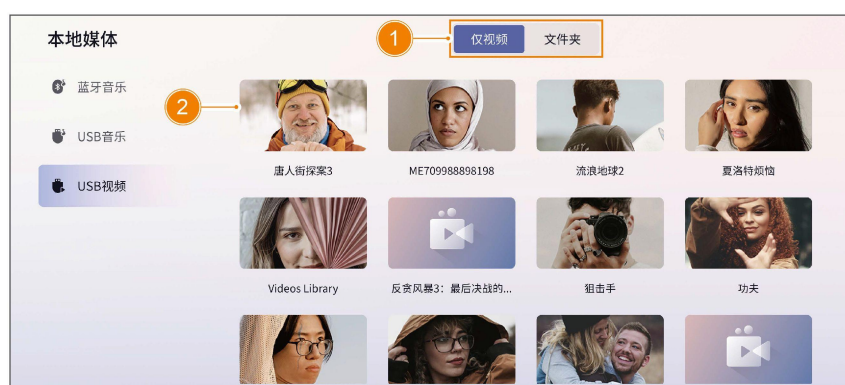 本地媒体
1
仅视频 文件夹
蓝牙音乐
USB音乐
USB视频
2
唐人街探案3 ME709988898198 流浪地球2 夏洛特烦恼
Videos Library 反贪风暴3：最后决战的... 狙击手 功夫